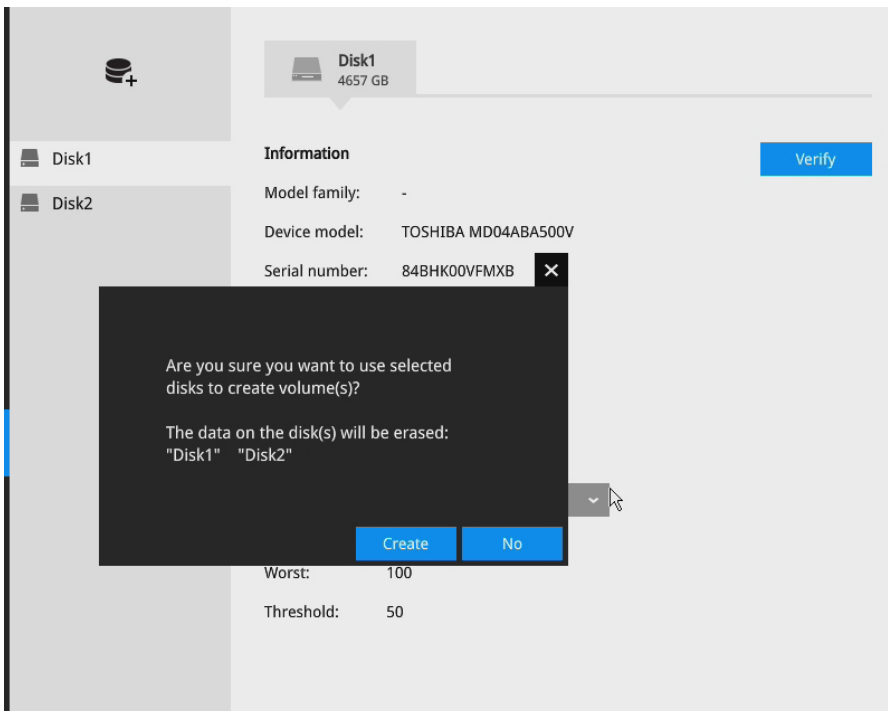 Disk1
4657 GB
Disk1
Disk2
Information
Verify
Model family: -
Device model: TOSHIBA MD04ABA500V
Serial number: 84BHK00VFMXB
Are you sure you want to use selected
disks to create volume(s)?
The data on the disk(s) will be erased:
"Disk1" "Disk2"
Create
No
Worst: 100
Threshold: 50